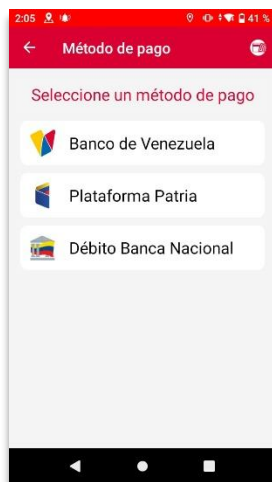 2:05 41 %
Método de pago
Seleccione un método de pago
Banco de Venezuela
Plataforma Patria
Débito Banca Nacional